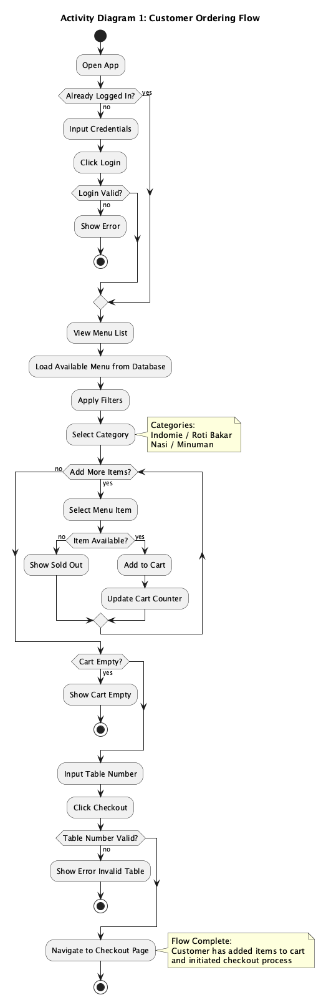 Activity Diagram 1: Customer Ordering Flow
Open App
Already Logged In?
yes
no
Input Credentials
Click Login
Login Valid?
no
Show Error
View Menu List
Load Available Menu from Database
Apply Filters
Select Category
Categories:
Indomie / Roti Bakar
Nasi / Minuman
no
Add More Items?
yes
Select Menu Item
no
Item Available?
yes
Show Sold Out
Add to Cart
Update Cart Counter
Cart Empty?
yes
Show Cart Empty
Input Table Number
Click Checkout
Table Number Valid?
no
Show Error Invalid Table
Navigate to Checkout Page
Flow Complete:
Customer has added items to cart
and initiated checkout process